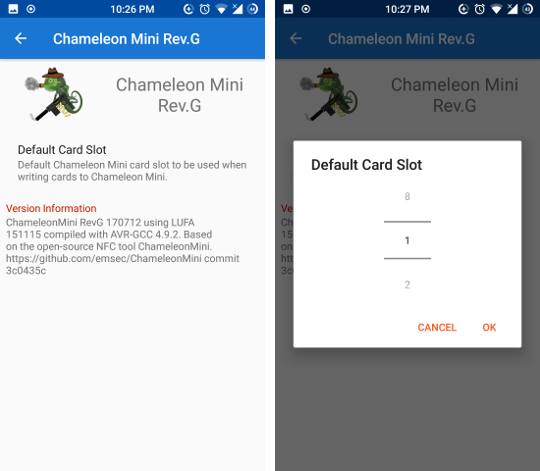 10:26 PM
43
Chameleon Mini Rev.G
Chameleon Mini
Rev.G
Default Card Slot
Default Chameleon Mini card slot to be used when
writing cards to Chameleon Mini.
Version Information
ChameleonMini RevG 170712 using LUFA
151115 compiled with AVR-GCC 4.9.2. Based
on the open-source NFC tool ChameleonMini.
https://github.com/emsec/ChameleonMini commit
3c0435c
10:27 PM
43
Chameleon Mini Rev.G
Chameleon Mini
Rev.G
Default Card Slot
8
1
2
CANCEL OK
Ve
Ch
15
on
htt
3c